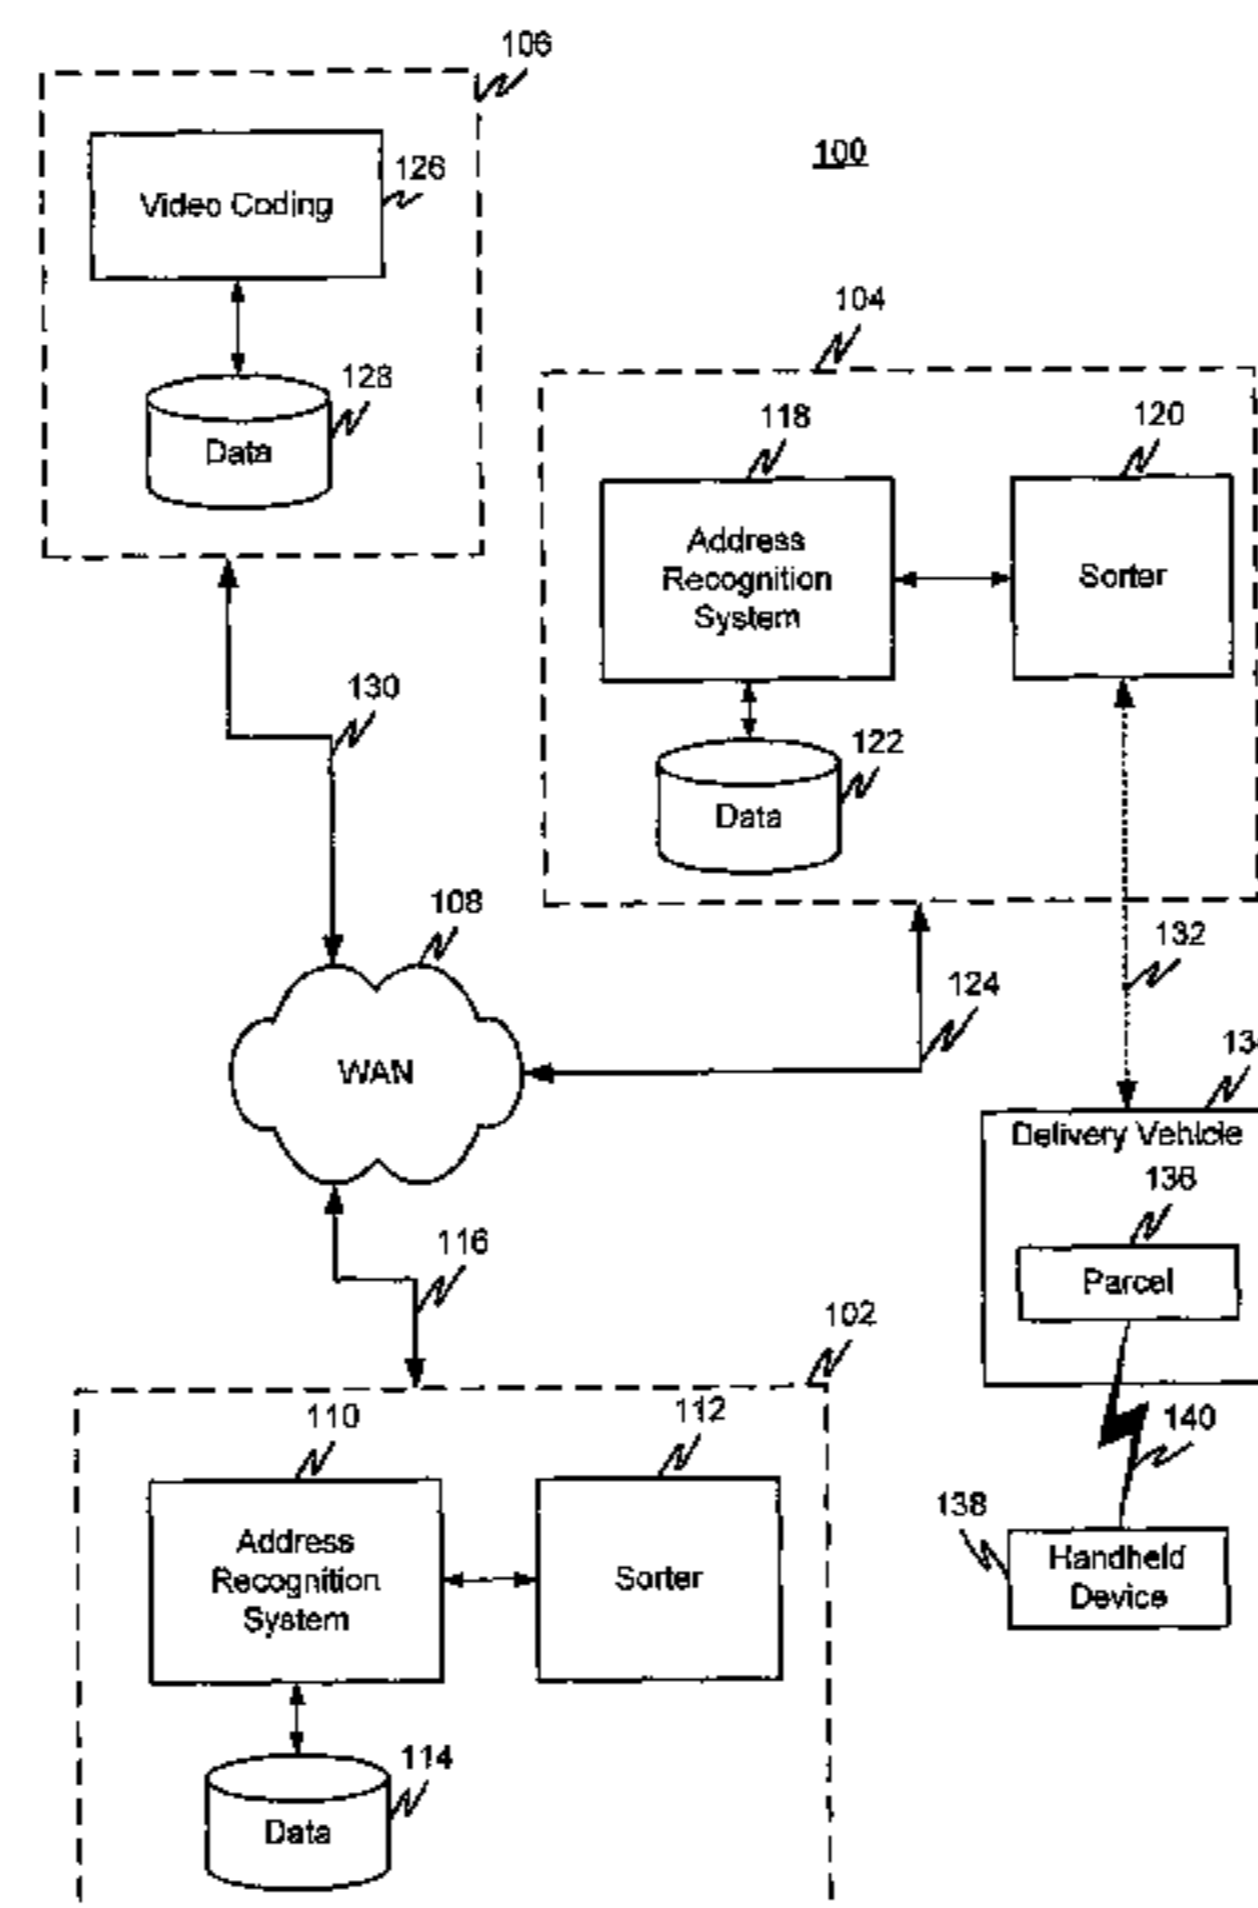 106
100
126
Video Coding
128
Data
104
118
120
Address
Recognition
System
Sorter
122
Data
130
108
WAN
124
132
Delivery Vehicle
136
Parcel
140
138
Handheld
Device
116
102
110
112
Address
Recognition
System
Sorter
114
Data